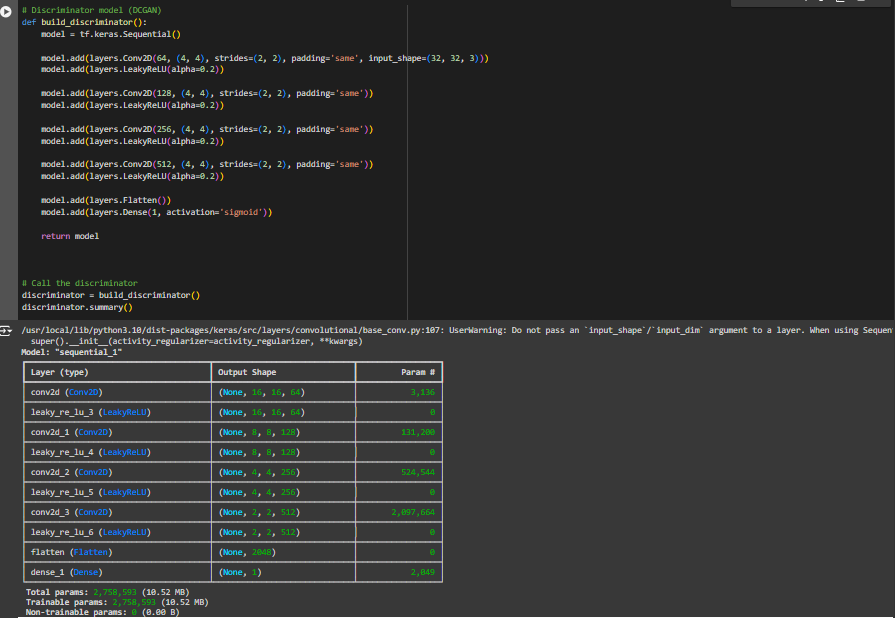 # Discriminator model (DCGAN)
def build_discriminator():
    model = tf.keras.Sequential()
    model.add(layers.Conv2D(64, (4, 4), strides=(2, 2), padding='same', input_shape=(32, 32, 3)))
    model.add(layers.LeakyReLU(alpha=0.2))
    model.add(layers.Conv2D(128, (4, 4), strides=(2, 2), padding='same'))
    model.add(layers.LeakyReLU(alpha=0.2))
    model.add(layers.Conv2D(256, (4, 4), strides=(2, 2), padding='same'))
    model.add(layers.LeakyReLU(alpha=0.2))
    model.add(layers.Conv2D(512, (4, 4), strides=(2, 2), padding='same'))
    model.add(layers.LeakyReLU(alpha=0.2))
    model.add(layers.Flatten())
    model.add(layers.Dense(1, activation='sigmoid'))
    return model
# Call the discriminator
discriminator = build_discriminator()
discriminator.summary()
/usr/local/lib/python3.10/dist-packages/keras/src/layers/convolutional/base_conv.py:107: UserWarning: Do not pass an `input_shape`/`input_dim` argument to a layer. When using Sequen
  super().__init__(activity_regularizer=activity_regularizer, **kwargs)
Model: "sequential_1"
Layer (type) Output Shape Param #
conv2d (Conv2D) (None, 16, 16, 64) 3,136
leaky_re_lu_3 (LeakyReLU) (None, 16, 16, 64) 0
conv2d_1 (Conv2D) (None, 8, 8, 128) 131,200
leaky_re_lu_4 (LeakyReLU) (None, 8, 8, 128) 0
conv2d_2 (Conv2D) (None, 4, 4, 256) 524,544
leaky_re_lu_5 (LeakyReLU) (None, 4, 4, 256) 0
conv2d_3 (Conv2D) (None, 2, 2, 512) 2,097,664
leaky_re_lu_6 (LeakyReLU) (None, 2, 2, 512) 0
flatten (Flatten) (None, 2048) 0
dense_1 (Dense) (None, 1) 2,049
Total params: 2,758,593 (10.52 MB)
Trainable params: 2,758,593 (10.52 MB)
Non-trainable params: 0 (0.00 B)